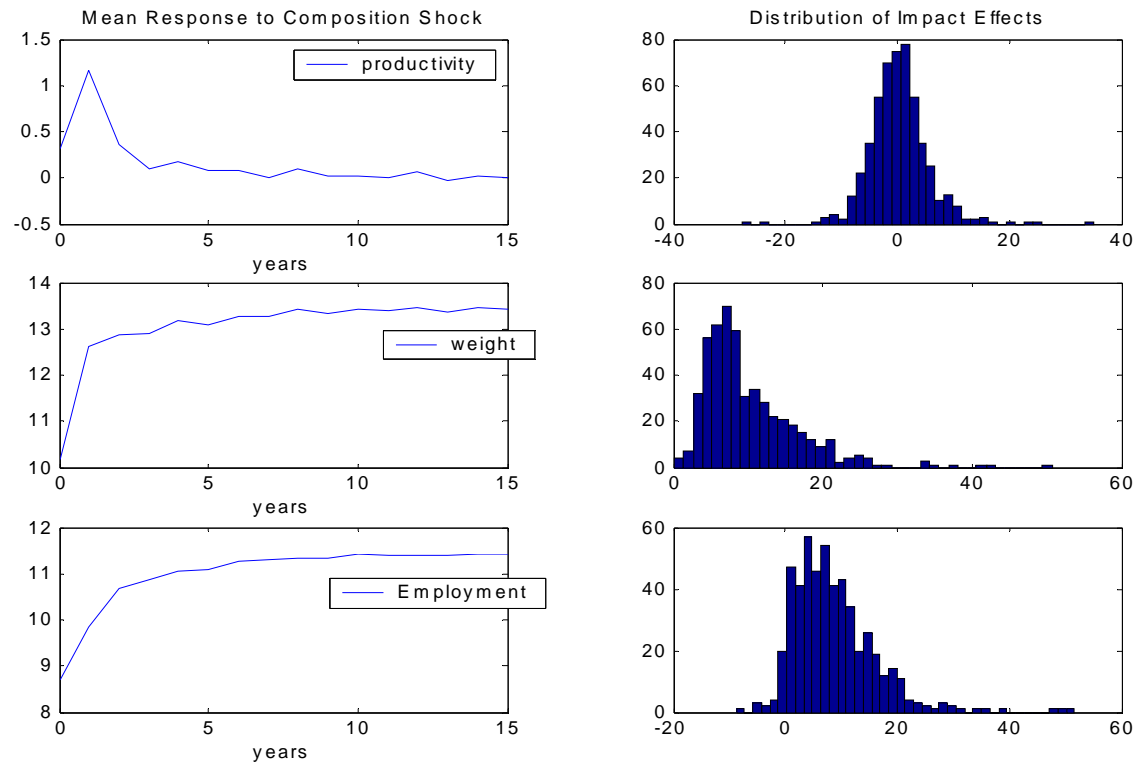 Mean Response to Composition Shock
1.5
1
0.5
0
-0.5
0 5 10 15
years
productivity
Distribution of Impact Effects
80
60
40
20
0
-40 -20 0 20 40
14
13
12
11
10
0 5 10 15
years
weight
80
60
40
20
0
0 20 40 60
12
11
10
9
8
0 5 10 15
years
Employment
60
40
20
0
-20 0 20 40 60